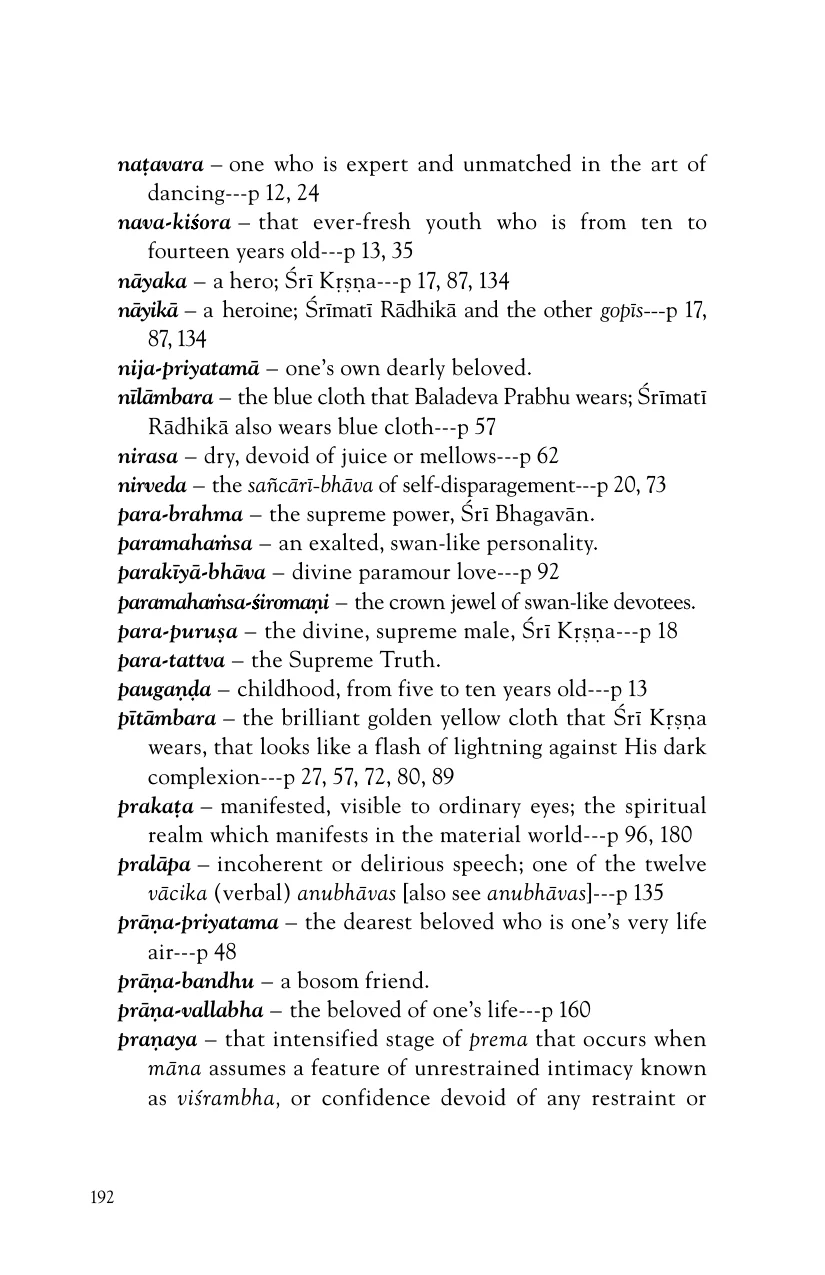 naṭavara – one who is expert and unmatched in the art of
dancing---p 12, 24
nava-kiśora – that ever-fresh youth who is from ten to
fourteen years old---p 13, 35
nāyaka – a hero; Śrī Kṛṣṇa---p 17, 87, 134
nāyikā – a heroine; Śrīmatī Rādhikā and the other gopīs---p 17,
87, 134
nija-priyatamā – one’s own dearly beloved.
nīlāmbara – the blue cloth that Baladeva Prabhu wears; Śrīmatī
Rādhikā also wears blue cloth---p 57
nirasa – dry, devoid of juice or mellows---p 62
nirveda – the sañcārī-bhāva of self-disparagement---p 20, 73
para-brahma – the supreme power, Śrī Bhagavān.
paramahaṁsa – an exalted, swan-like personality.
parakīyā-bhāva – divine paramour love---p 92
paramahaṁsa-śiromaṇi – the crown jewel of swan-like devotees.
para-puruṣa – the divine, supreme male, Śrī Kṛṣṇa---p 18
para-tattva – the Supreme Truth.
paugaṇḍa – childhood, from five to ten years old---p 13
pītāmbara – the brilliant golden yellow cloth that Śrī Kṛṣṇa
wears, that looks like a flash of lightning against His dark
complexion---p 27, 57, 72, 80, 89
prakaṭa – manifested, visible to ordinary eyes; the spiritual
realm which manifests in the material world---p 96, 180
pralāpa – incoherent or delirious speech; one of the twelve
vācika (verbal) anubhāvas [also see anubhāvas]---p 135
prāṇa-priyatama – the dearest beloved who is one’s very life
air---p 48
prāṇa-bandhu – a bosom friend.
prāṇa-vallabha – the beloved of one’s life---p 160
praṇaya – that intensified stage of prema that occurs when
māna assumes a feature of unrestrained intimacy known
as viśrambha, or confidence devoid of any restraint or
192